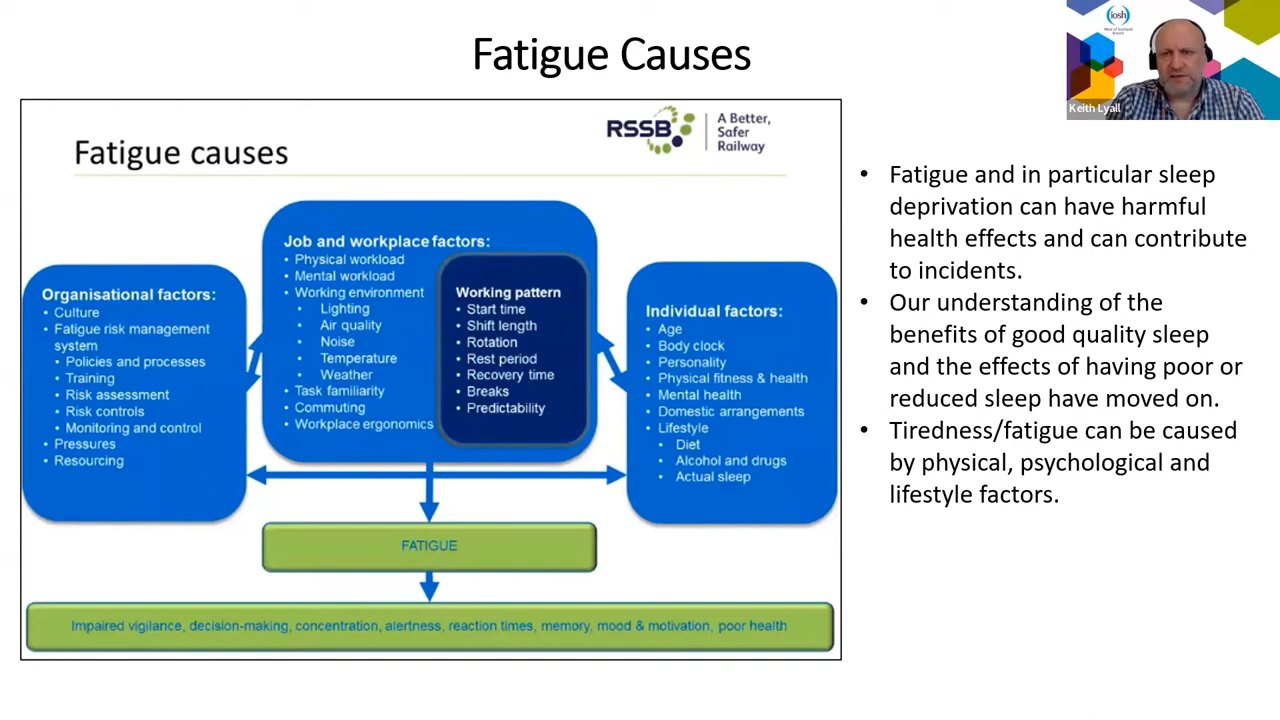 Fatigue Causes
iosh
West of Scotland
Branch
Keith Lyall
Fatigue causes
RSSB
A Better,
Safer
Railway
Organisational factors:
• Culture
• Fatigue risk management
system
• Policies and processes
• Training
• Risk assessment
• Risk controls
• Monitoring and control
• Pressures
• Resourcing
Job and workplace factors:
• Physical workload
• Mental workload
• Working environment
• Lighting
• Air quality
• Noise
• Temperature
• Weather
• Task familiarity
• Commuting
• Workplace ergonomics
Working pattern
• Start time
• Shift length
• Rotation
• Rest period
• Recovery time
• Breaks
• Predictability
Individual factors:
• Age
• Body clock
• Personality
• Physical fitness & health
• Mental health
• Domestic arrangements
• Lifestyle
• Diet
• Alcohol and drugs
• Actual sleep
FATIGUE
Impaired vigilance, decision-making, concentration, alertness, reaction times, memory, mood & motivation, poor health
• Fatigue and in particular sleep
deprivation can have harmful
health effects and can contribute
to incidents.
• Our understanding of the
benefits of good quality sleep
and the effects of having poor or
reduced sleep have moved on.
• Tiredness/fatigue can be caused
by physical, psychological and
lifestyle factors.